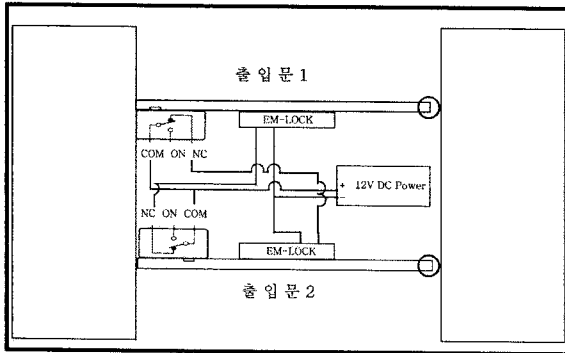 출입문 1
EM-LOCK
COM ON NC
+ 12V DC Power
−
NC ON COM
EM-LOCK
출입문 2